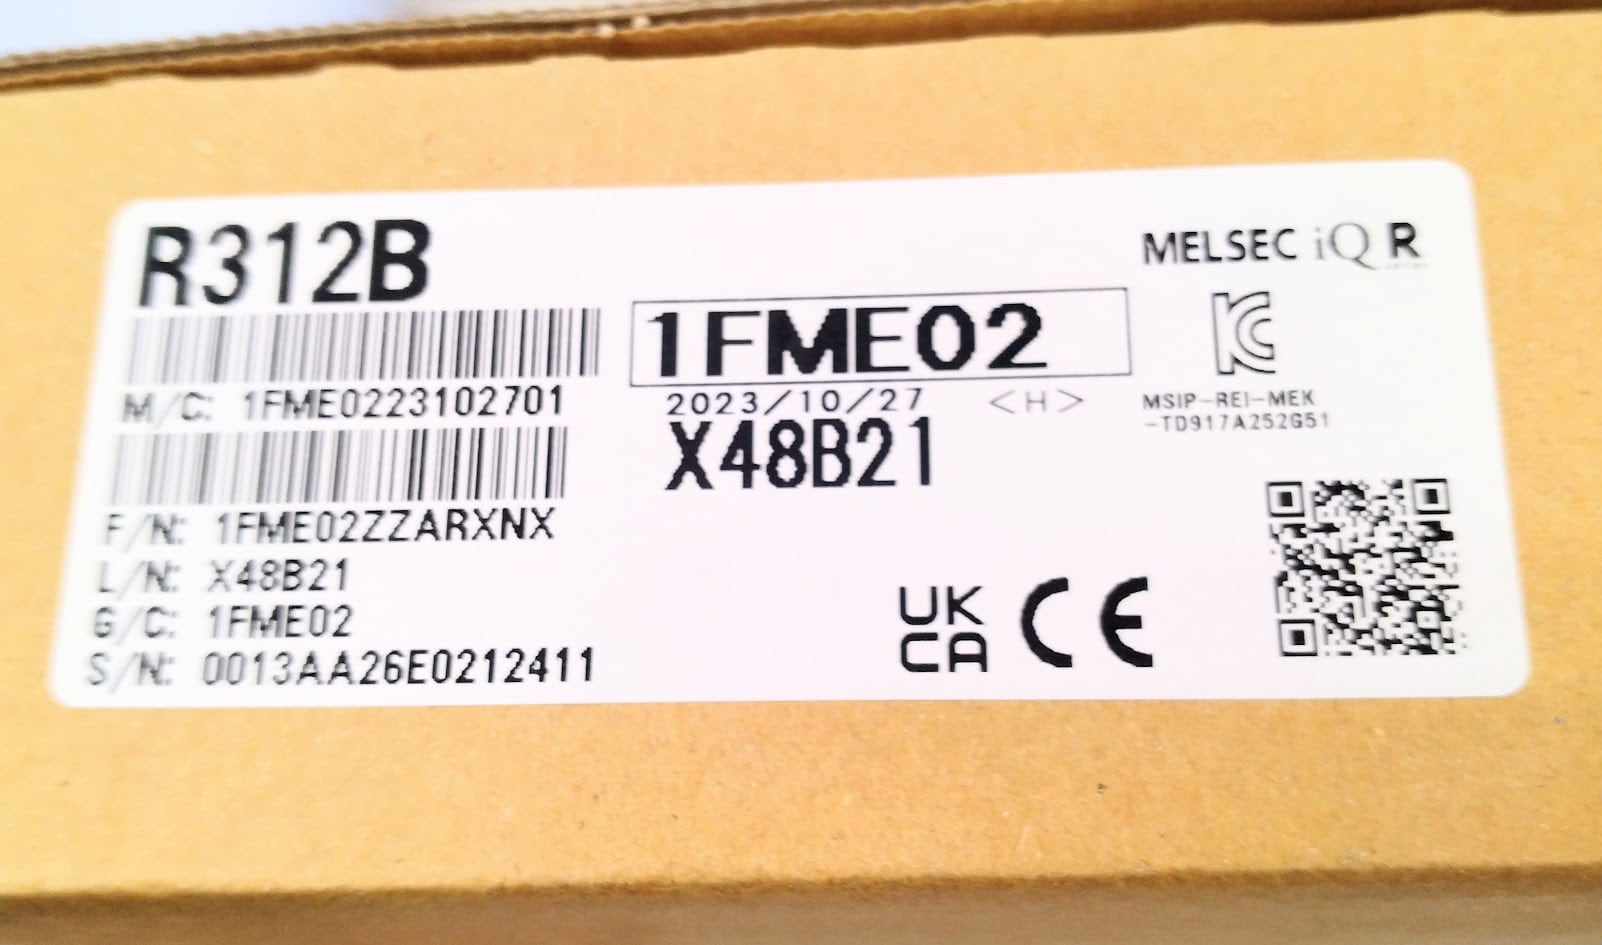 R312B
MELSEC iQ R
series
1FME02
M/C: 1FME0223102701
2023/10/27 <H>
MSIP-REI-MEK
-TD917A252G51
X48B21
F/N: 1FME02ZZARXNX
L/N: X48B21
G/C: 1FME02
S/N: 0013AA26E0212411
UK
CA
CE